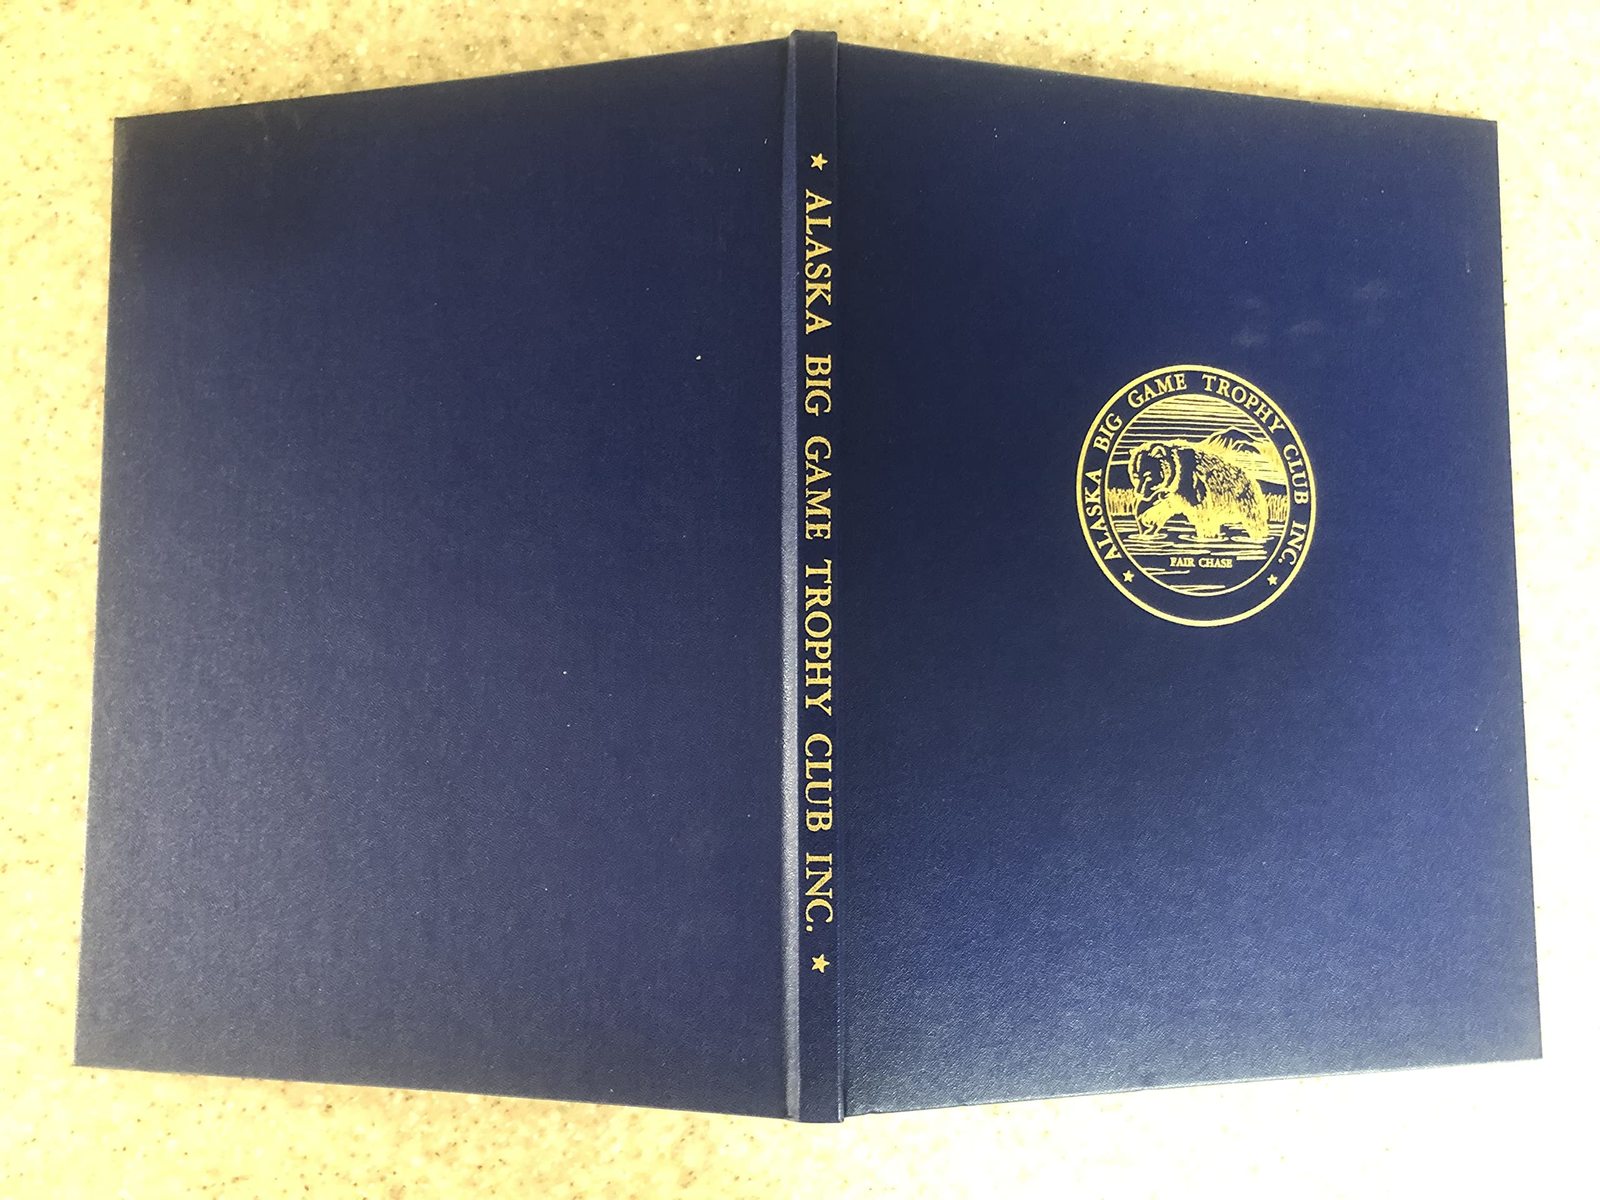 ★ ALASKA BIG GAME TROPHY CLUB INC. ★
★ ALASKA BIG GAME TROPHY CLUB INC. ★
FAIR CHASE